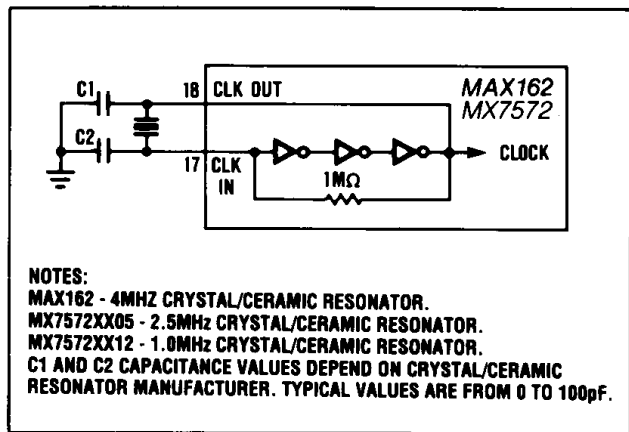 C1
18
CLK OUT
MAX162
MX7572
C2
17
CLK
IN
CLOCK
1MΩ
NOTES:
MAX162 - 4MHZ CRYSTAL/CERAMIC RESONATOR.
MX7572XX05 - 2.5MHz CRYSTAL/CERAMIC RESONATOR.
MX7572XX12 - 1.0MHz CRYSTAL/CERAMIC RESONATOR.
C1 AND C2 CAPACITANCE VALUES DEPEND ON CRYSTAL/CERAMIC
RESONATOR MANUFACTURER. TYPICAL VALUES ARE FROM 0 TO 100pF.